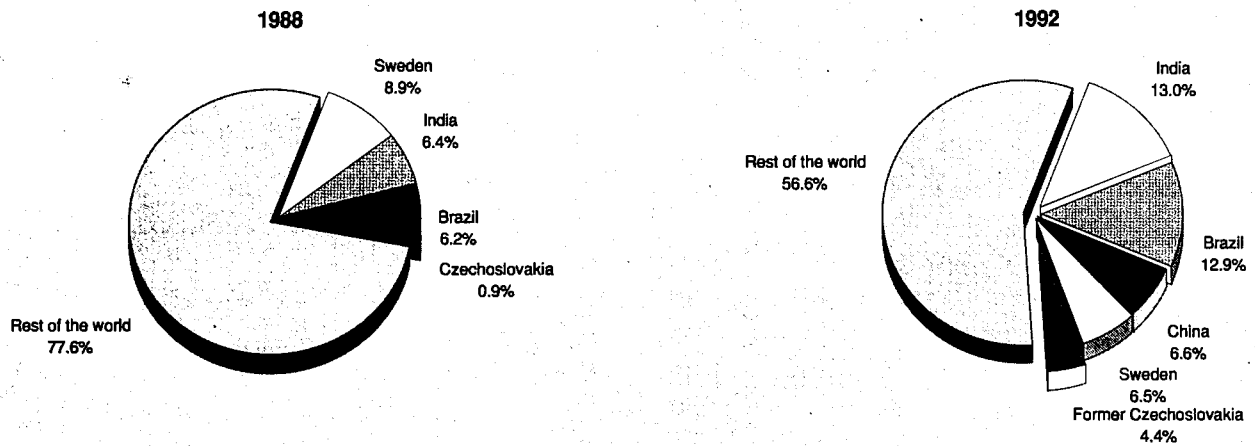 1988
Sweden
8.9%
India
6.4%
Brazil
6.2%
Czechoslovakia
0.9%
Rest of the world
77.6%
1992
India
13.0%
Rest of the world
56.6%
Brazil
12.9%
China
6.6%
Sweden
6.5%
Former Czechoslovakia
4.4%